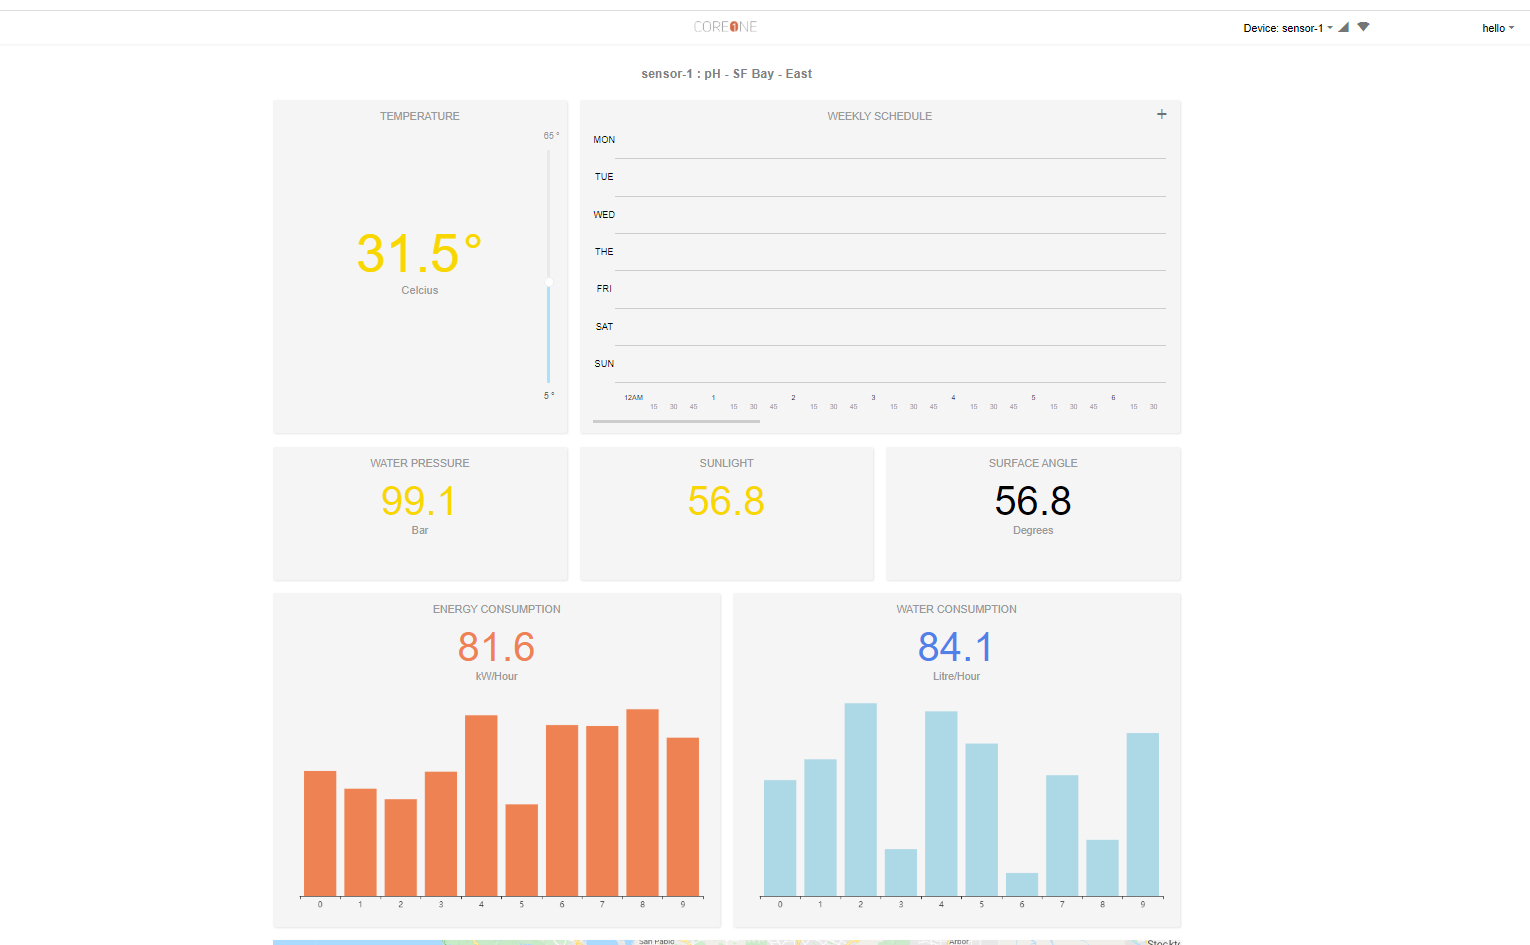 CORE1NE
Device: sensor-1
hello
sensor-1 : pH - SF Bay - East
TEMPERATURE
65 °
31.5°
Celcius
5 °
WEEKLY SCHEDULE
+
MON
TUE
WED
THE
FRI
SAT
SUN
12AM 1 2 3 4 5 6
15 30 45 15 30 45 15 30 45 15 30 45 15 30 45 15 30 45 15 30
WATER PRESSURE
99.1
Bar
SUNLIGHT
56.8
SURFACE ANGLE
56.8
Degrees
ENERGY CONSUMPTION
81.6
kW/Hour
0 1 2 3 4 5 6 7 8 9
WATER CONSUMPTION
84.1
Litre/Hour
0 1 2 3 4 5 6 7 8 9
San Pablo
Arbor